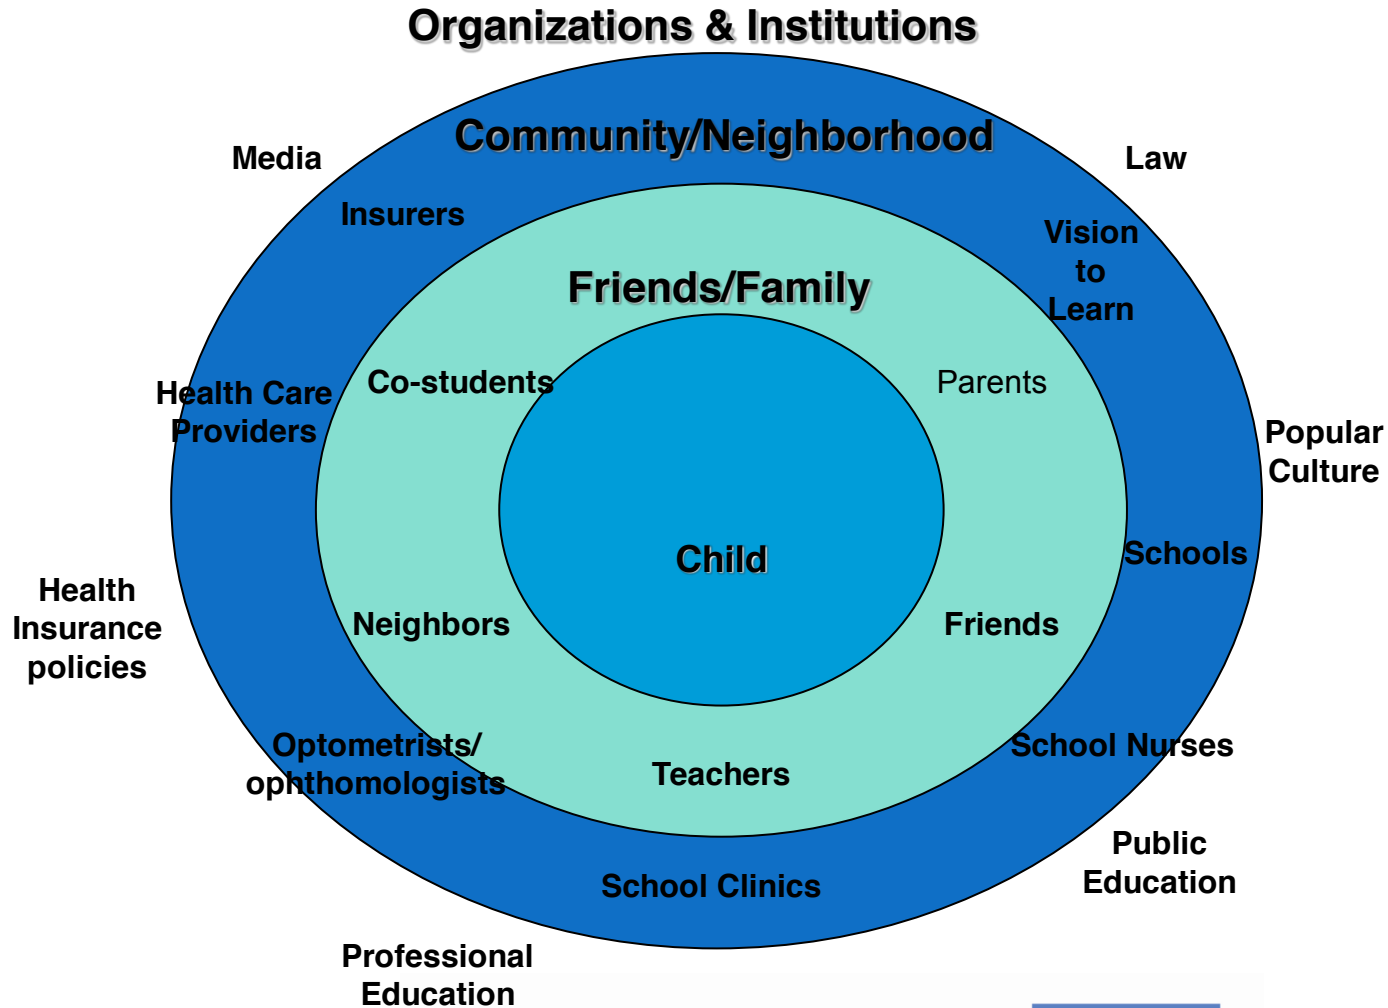 Organizations & Institutions
Community/Neighborhood
Media
Law
Insurers
Vision
to
Learn
Friends/Family
Co-students
Parents
Health Care
Providers
Popular
Culture
Child
Schools
Health
Insurance
policies
Neighbors
Friends
Optometrists/
ophthomologists
Teachers
School Nurses
Public
Education
School Clinics
Professional
Education